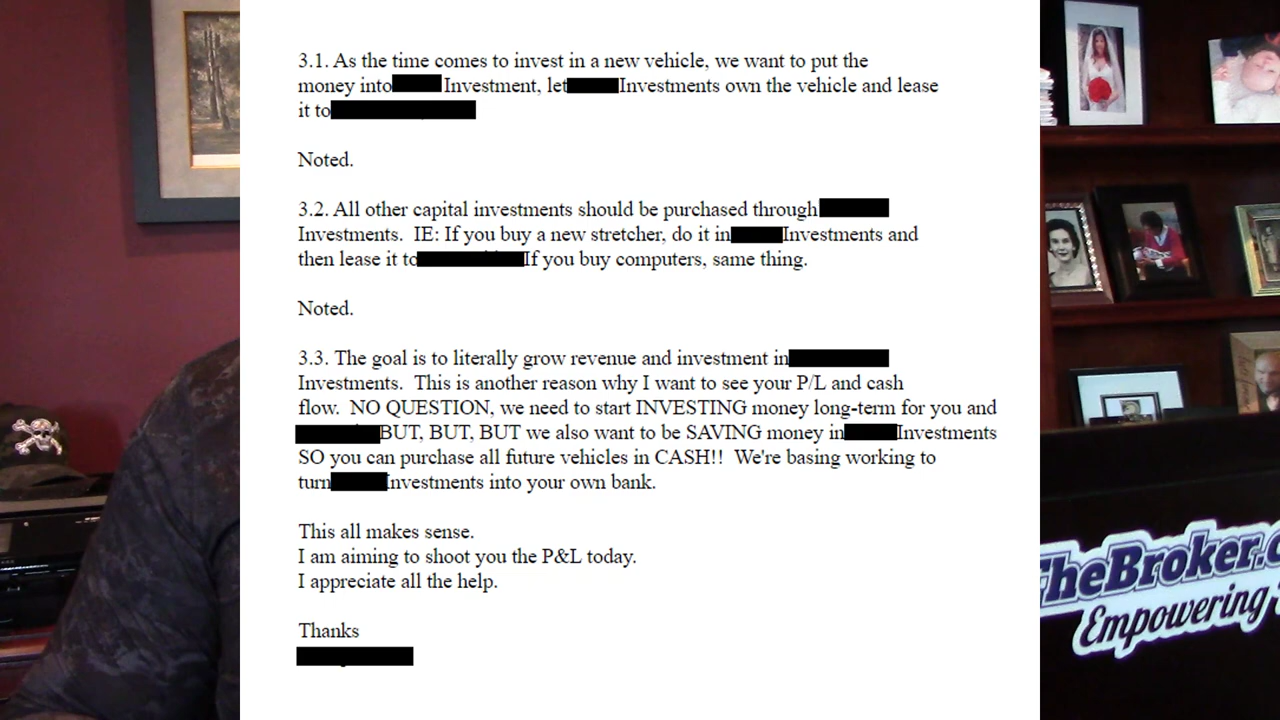 3.1. As the time comes to invest in a new vehicle, we want to put the
money into Investment, let Investments own the vehicle and lease
it to
Noted.
3.2. All other capital investments should be purchased through
Investments. IE: If you buy a new stretcher, do it in Investments and
then lease it to If you buy computers, same thing.
Noted.
3.3. The goal is to literally grow revenue and investment in
Investments. This is another reason why I want to see your P/L and cash
flow. NO QUESTION, we need to start INVESTING money long-term for you and
BUT, BUT, BUT we also want to be SAVING money in Investments
SO you can purchase all future vehicles in CASH!! We're basing working to
turn Investments into your own bank.
This all makes sense.
I am aiming to shoot you the P&L today.
I appreciate all the help.
Thanks
TheBroker.c
Empowering